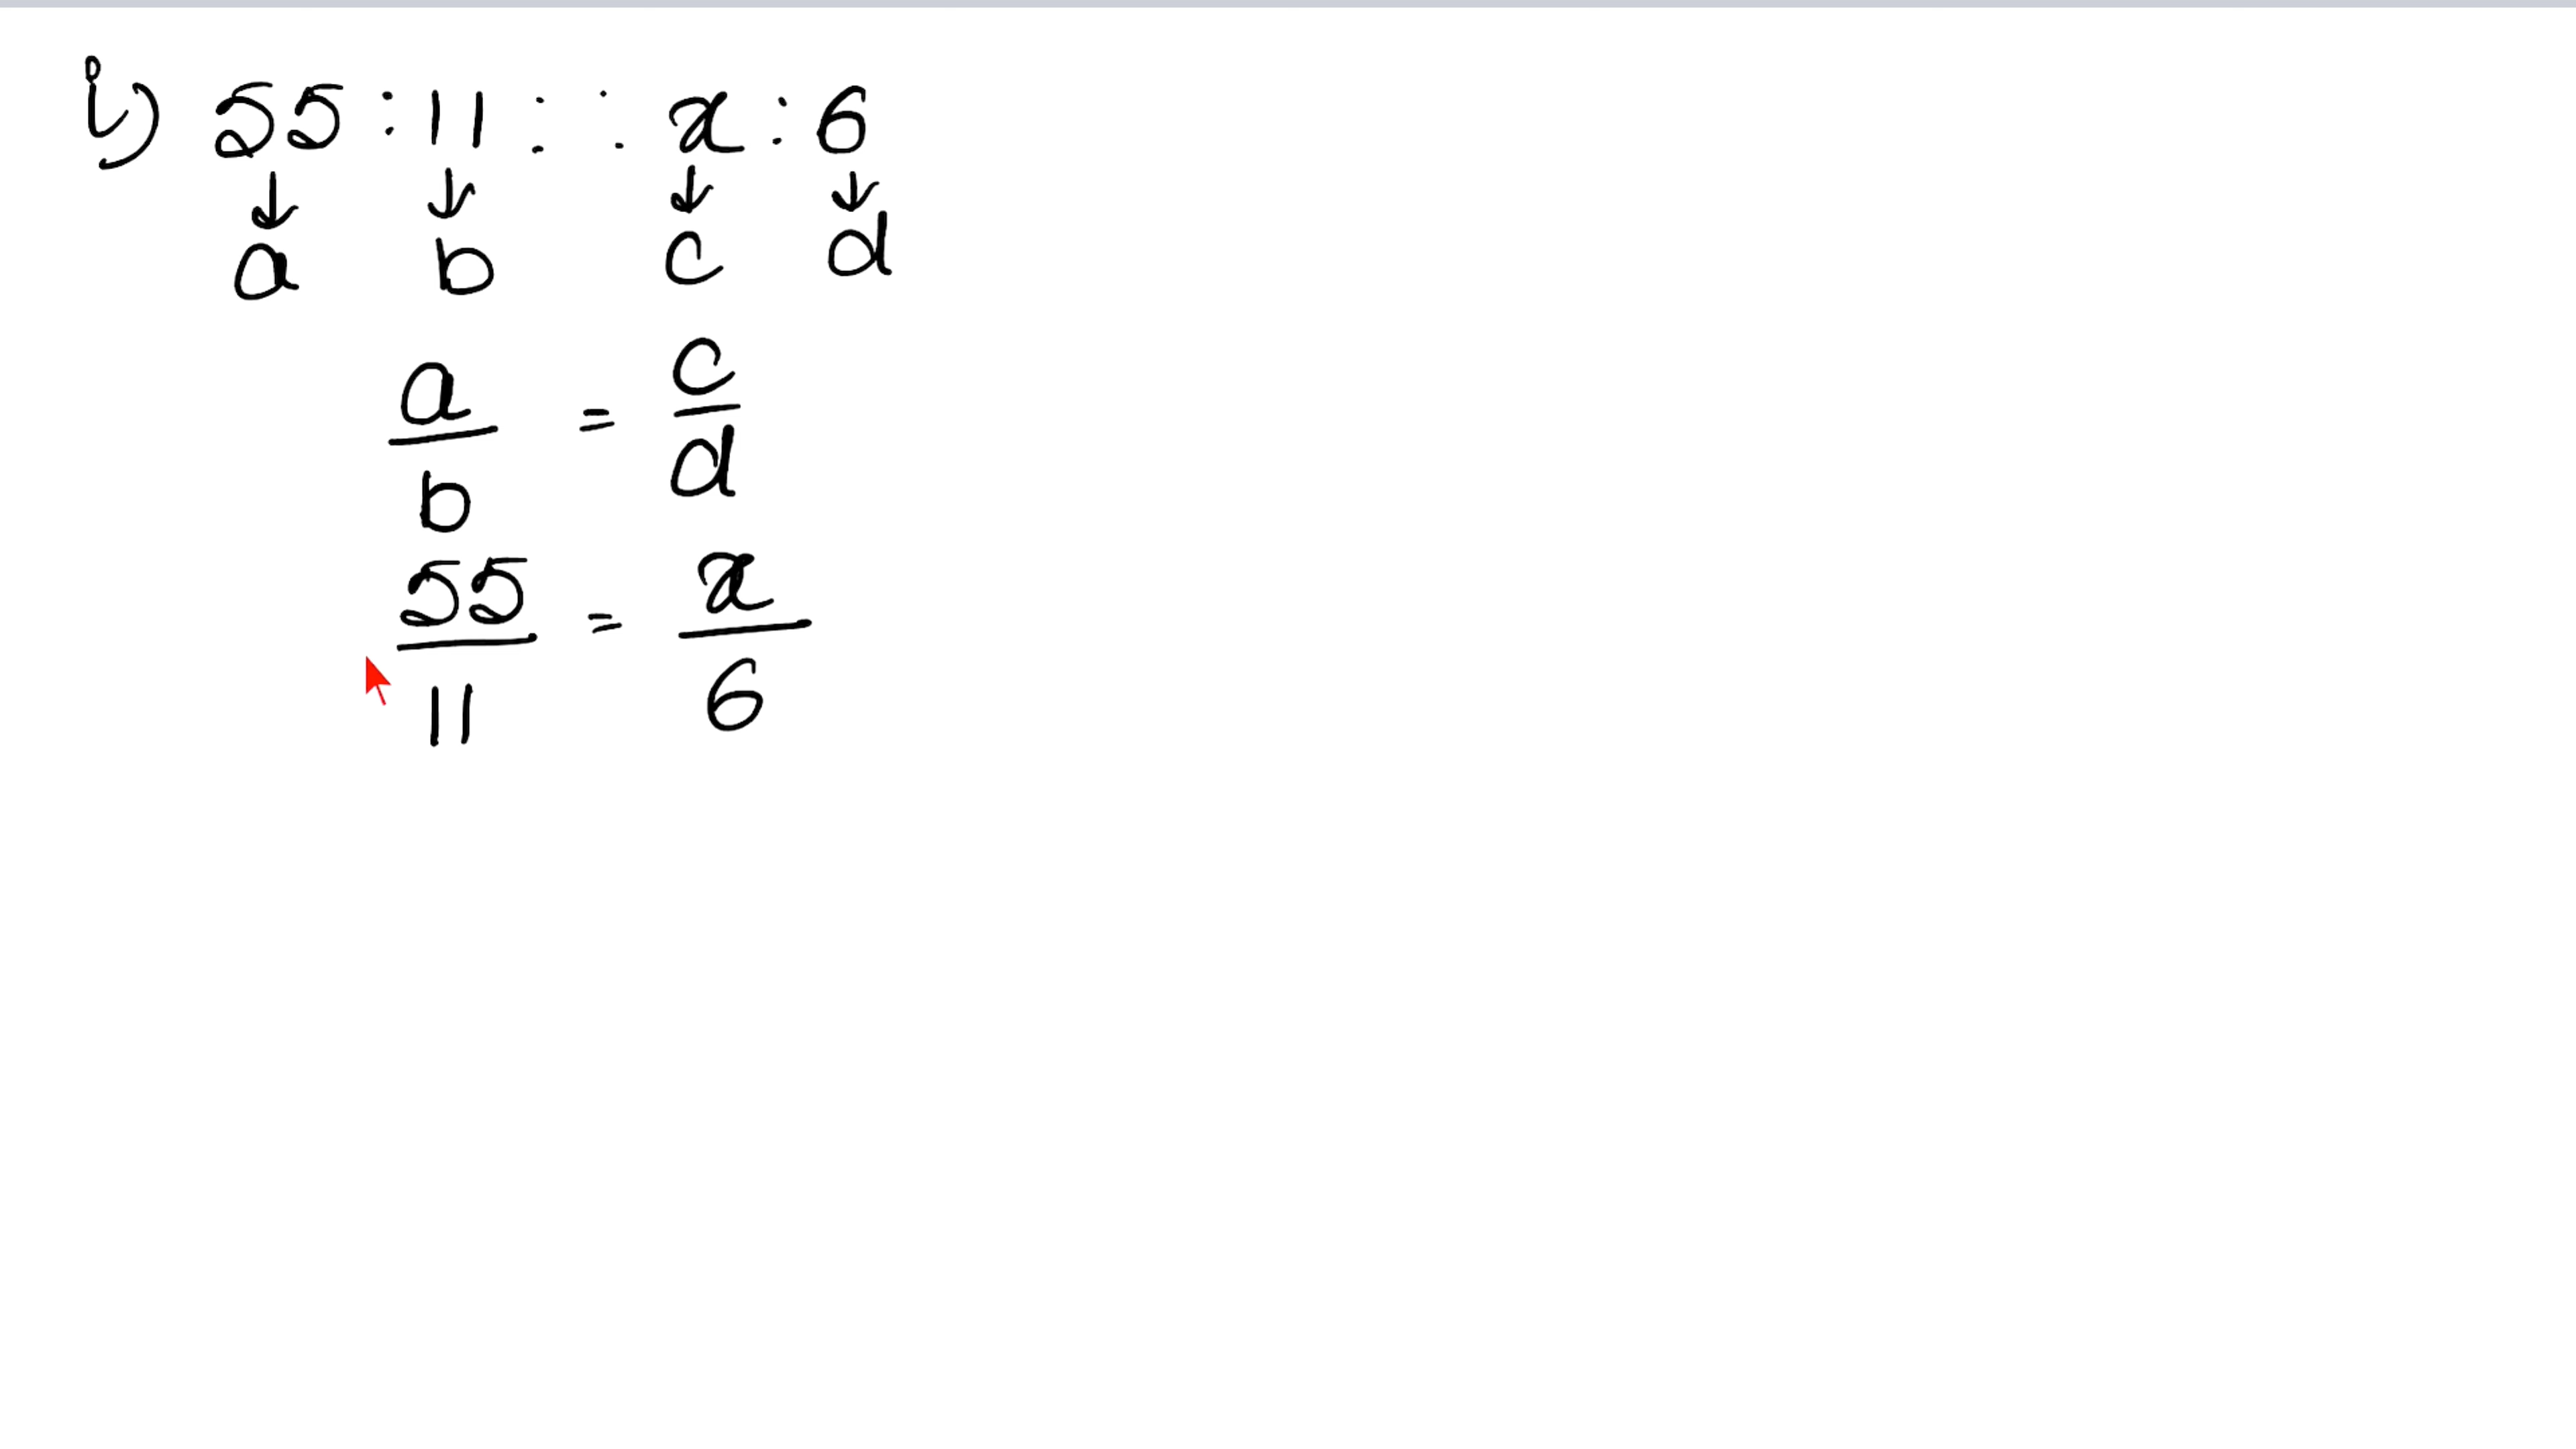 i) 55 : 11 : : x : 6
↓ ↓ ↓ ↓
a b c d
a/b = c/d
55/11 = x/6